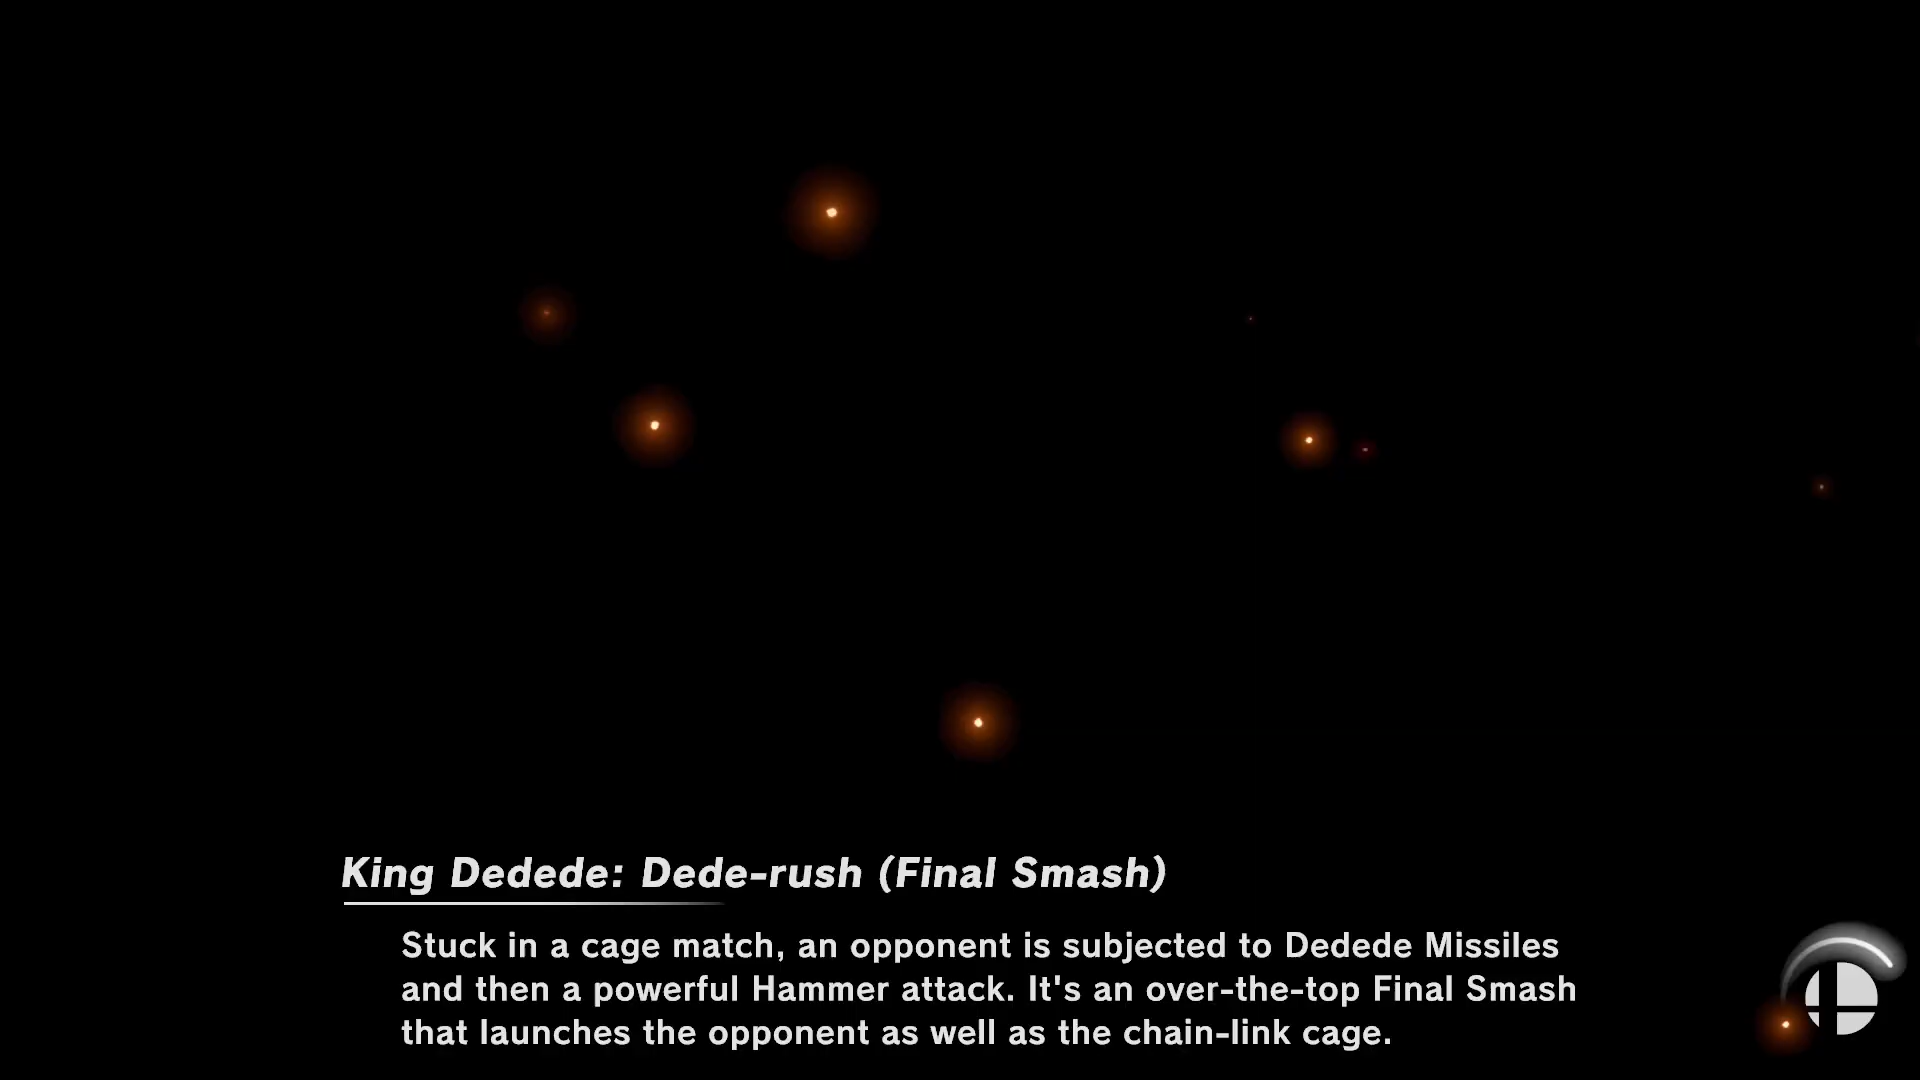 King Dedede: Dede-rush (Final Smash)
Stuck in a cage match, an opponent is subjected to Dedede Missiles
and then a powerful Hammer attack. It's an over-the-top Final Smash
that launches the opponent as well as the chain-link cage.